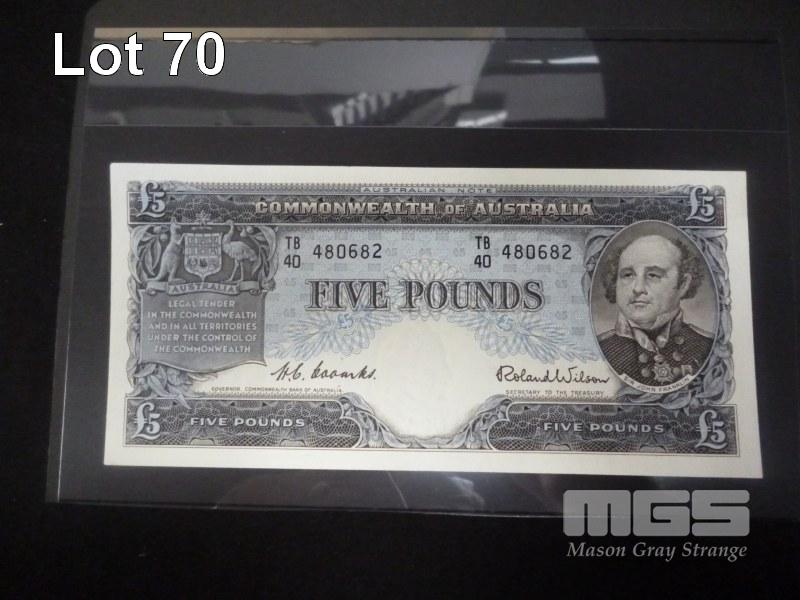 Lot 70
AUSTRALIAN NOTE
£5 COMMONWEALTH OF AUSTRALIA £5
TB 40 480682 TB 40 480682
FIVE POUNDS
AUSTRALIA
LEGAL TENDER
IN THE COMMONWEALTH
AND IN ALL TERRITORIES
UNDER THE CONTROL OF
THE COMMONWEALTH
£5 £5
H.C. Coombs. Roland Wilson
GOVERNOR, COMMONWEALTH BANK OF AUSTRALIA. SECRETARY TO THE TREASURY
SIR JOHN FRANKLIN
£5 FIVE POUNDS FIVE POUNDS £5
MGS
Mason Gray Strange